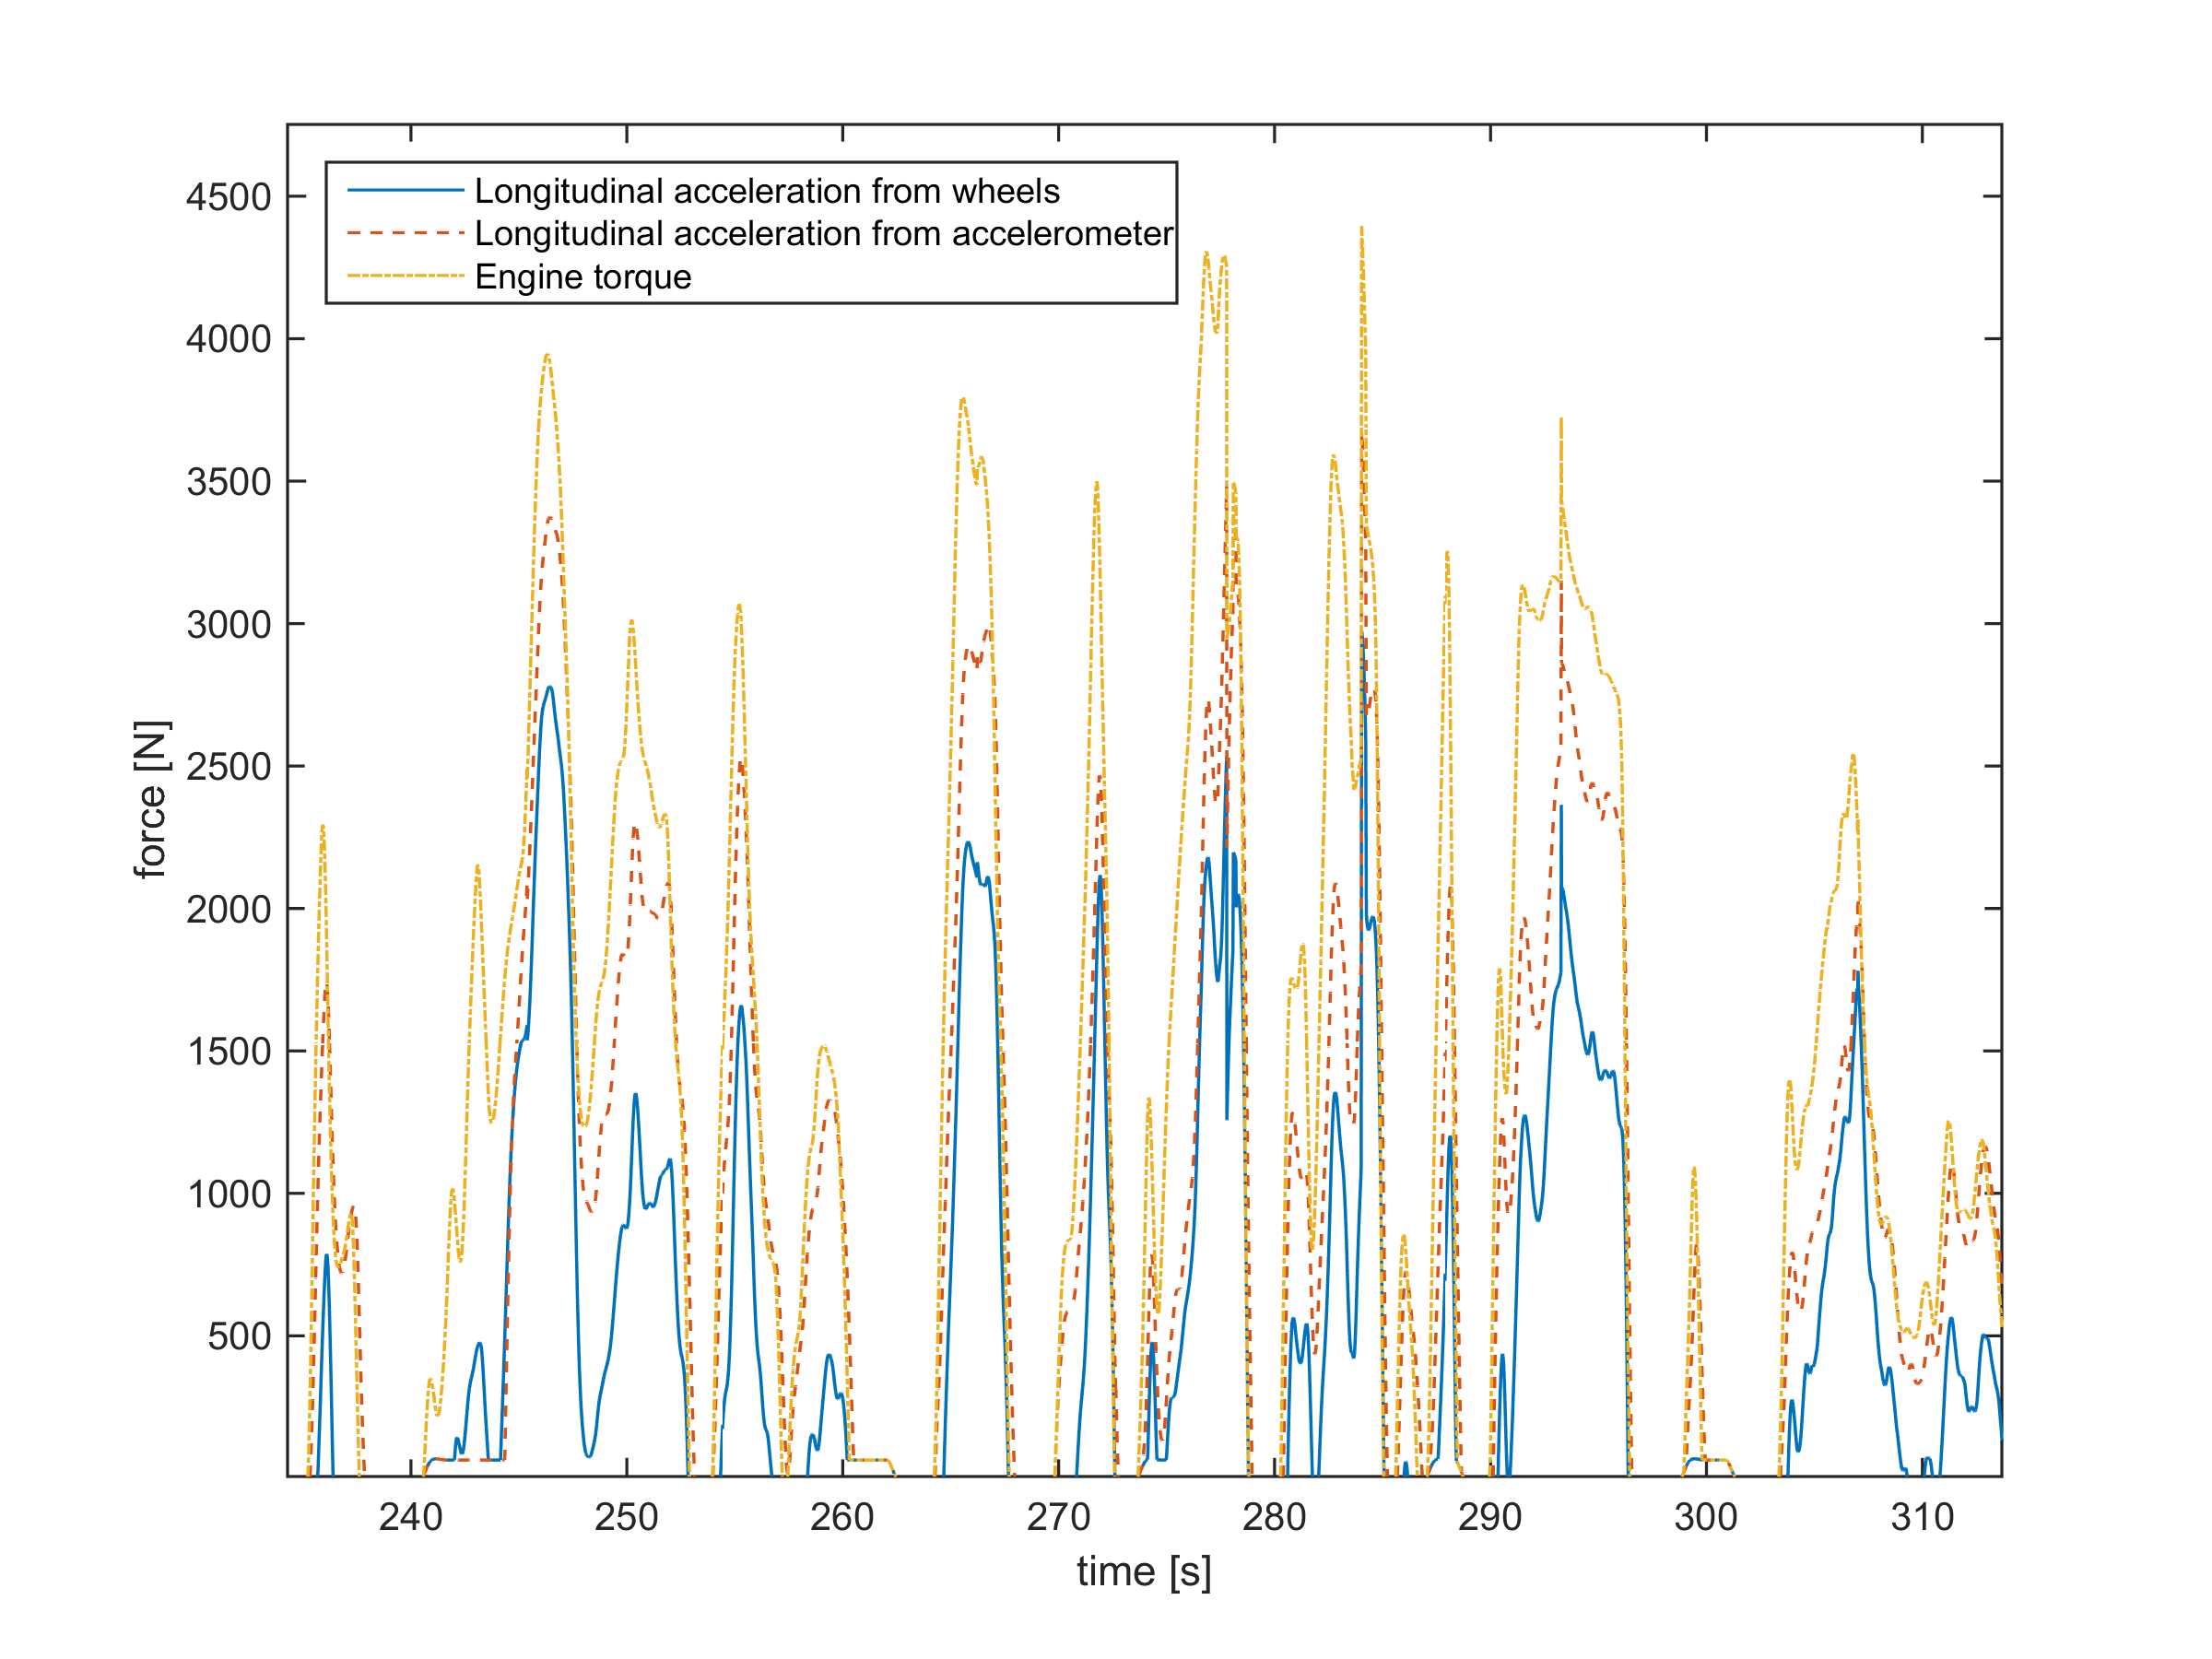 Longitudinal acceleration from wheels
Longitudinal acceleration from accelerometer
Engine torque
4500
4000
3500
3000
2500
2000
1500
1000
500
force [N]
240 250 260 270 280 290 300 310
time [s]